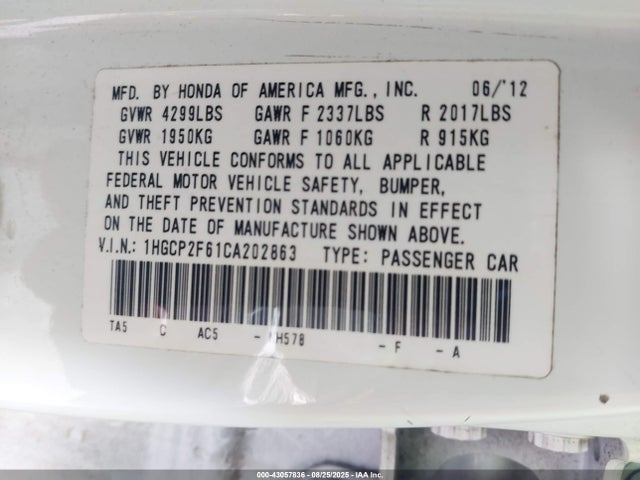 MFD. BY HONDA OF AMERICA MFG., INC. 06/'12
GVWR 4299LBS GAWR F 2337LBS R 2017LBS
GVWR 1950KG GAWR F 1060KG R 915KG
THIS VEHICLE CONFORMS TO ALL APPLICABLE
FEDERAL MOTOR VEHICLE SAFETY, BUMPER,
AND THEFT PREVENTION STANDARDS IN EFFECT
ON THE DATE OF MANUFACTURE SHOWN ABOVE.
V.I.N.: 1HGCP2F61CA202863 TYPE: PASSENGER CAR
TA5 C AC5 - H578 - F - A
000-43057836 | 08/25/2025 | IAA Inc.